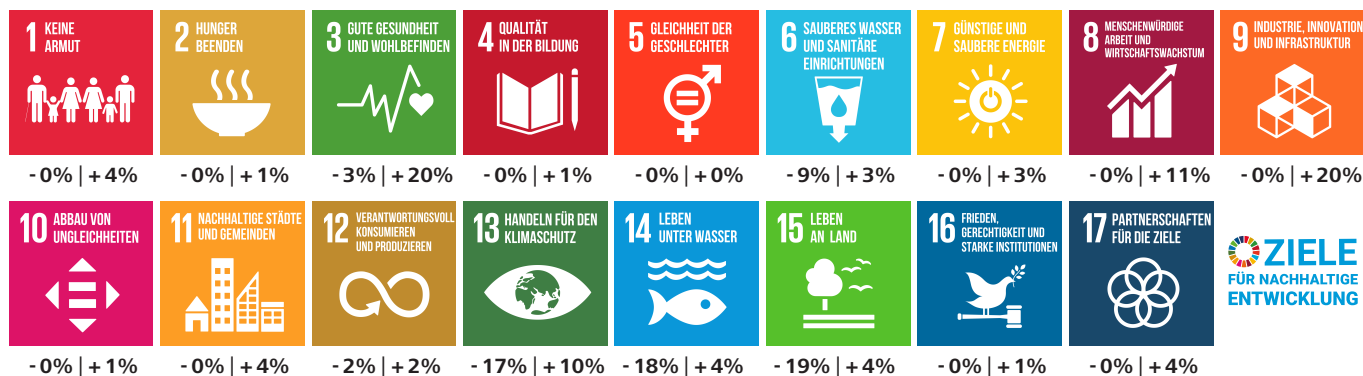 1 KEINE
ARMUT
2 HUNGER
BEENDEN
3 GUTE GESUNDHEIT
UND WOHLBEFINDEN
4 QUALITÄT
IN DER BILDUNG
5 GLEICHHEIT DER
GESCHLECHTER
6 SAUBERES WASSER
UND SANITÄRE
EINRICHTUNGEN
7 GÜNSTIGE UND
SAUBERE ENERGIE
8 MENSCHENWÜRDIGE
ARBEIT UND
WIRTSCHAFTSWACHSTUM
9 INDUSTRIE, INNOVATION
UND INFRASTRUKTUR
-0% | +4%
-0% | +1%
-3% | +20%
-0% | +1%
-0% | +0%
-9% | +3%
-0% | +3%
-0% | +11%
-0% | +20%
10 ABBAU VON
UNGLEICHHEITEN
11 NACHHALTIGE STÄDTE
UND GEMEINDEN
12 VERANTWORTUNGSVOLL
KONSUMIEREN
UND PRODUZIEREN
13 HANDELN FÜR DEN
KLIMASCHUTZ
14 LEBEN
UNTER WASSER
15 LEBEN
AN LAND
16 FRIEDEN,
GERECHTIGKEIT UND
STARKE INSTITUTIONEN
17 PARTNERSCHAFTEN
FÜR DIE ZIELE
ZIELE
FÜR NACHHALTIGE
ENTWICKLUNG
-0% | +1%
-0% | +4%
-2% | +2%
-17% | +10%
-18% | +4%
-19% | +4%
-0% | +1%
-0% | +4%